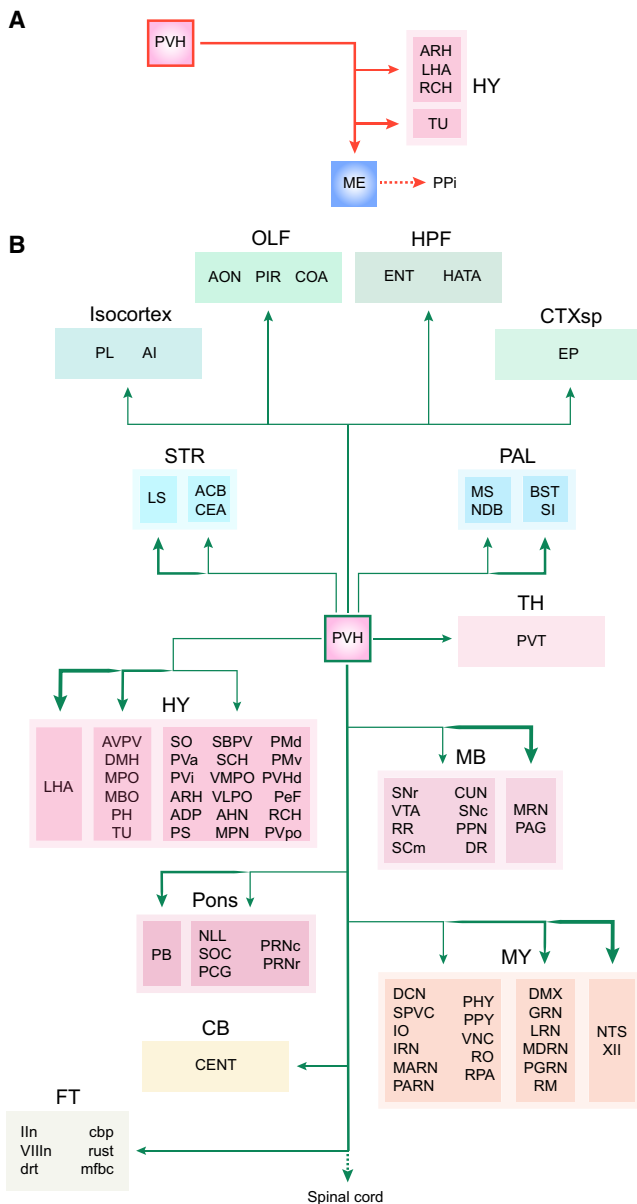 A
PVH
ARH
LHA
RCH
HY
TU
ME
PPi
B
OLF
HPF
AON PIR COA
ENT HATA
Isocortex
CTXsp
PL AI
EP
STR
PAL
LS
ACB
CEA
MS
NDB
BST
SI
TH
PVH
PVT
HY
LHA
AVPV
DMH
MPO
MBO
PH
TU
SO SBPV PMd
PVa SCH PMv
PVi VMPO PVHd
ARH VLPO PeF
ADP AHN RCH
PS MPN PVpo
MB
SNr CUN
VTA SNc
RR PPN
SCm DR
MRN
PAG
Pons
PB
NLL
SOC
PCG
PRNc
PRNr
MY
DCN
SPVC
IO
IRN
MARN
PARN
PHY
PPY
VNC
RO
RPA
DMX
GRN
LRN
MDRN
PGRN
RM
NTS
XII
CB
CENT
FT
IIn cbp
VIIIn rust
drt mfbc
Spinal cord